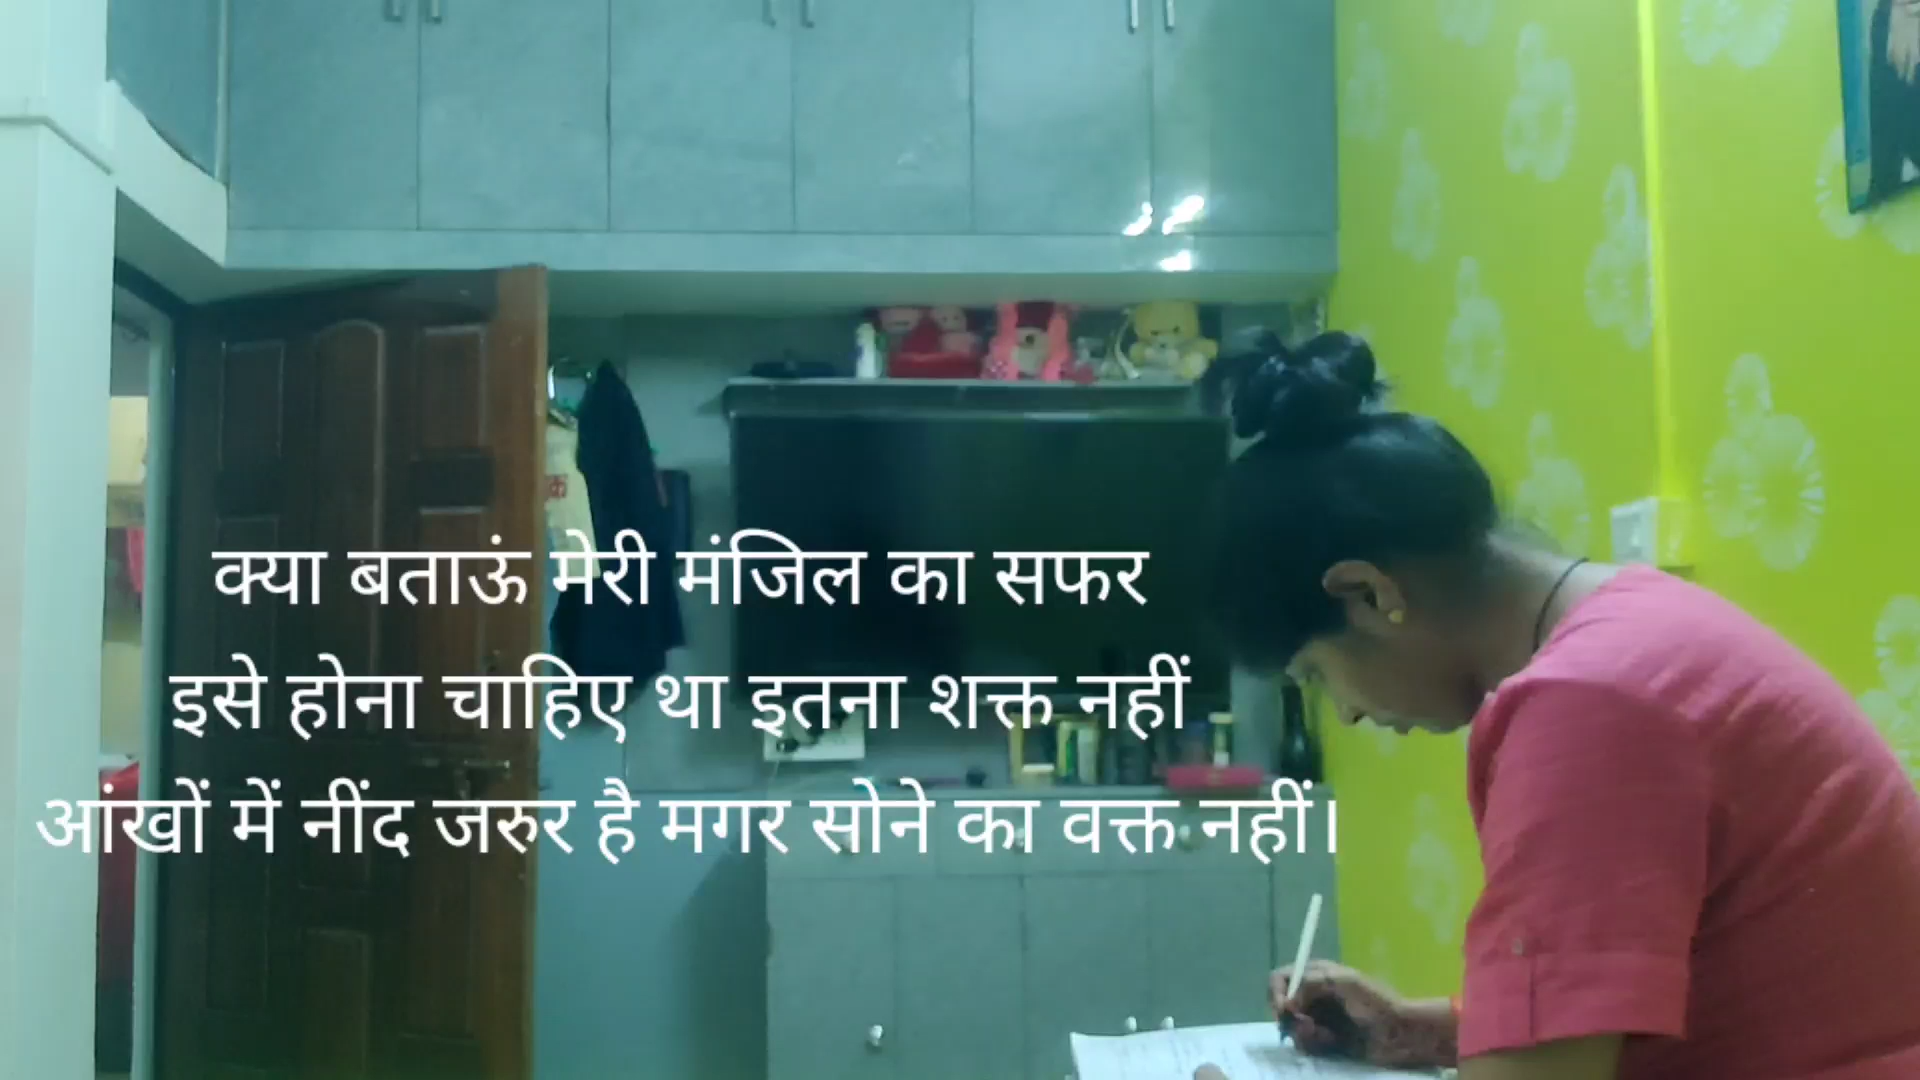 क्या बताऊं मेरी मंजिल का सफर
इसे होना चाहिए था इतना शक्त नहीं
आंखों में नींद जरुर है मगर सोने का वक्त नहीं।